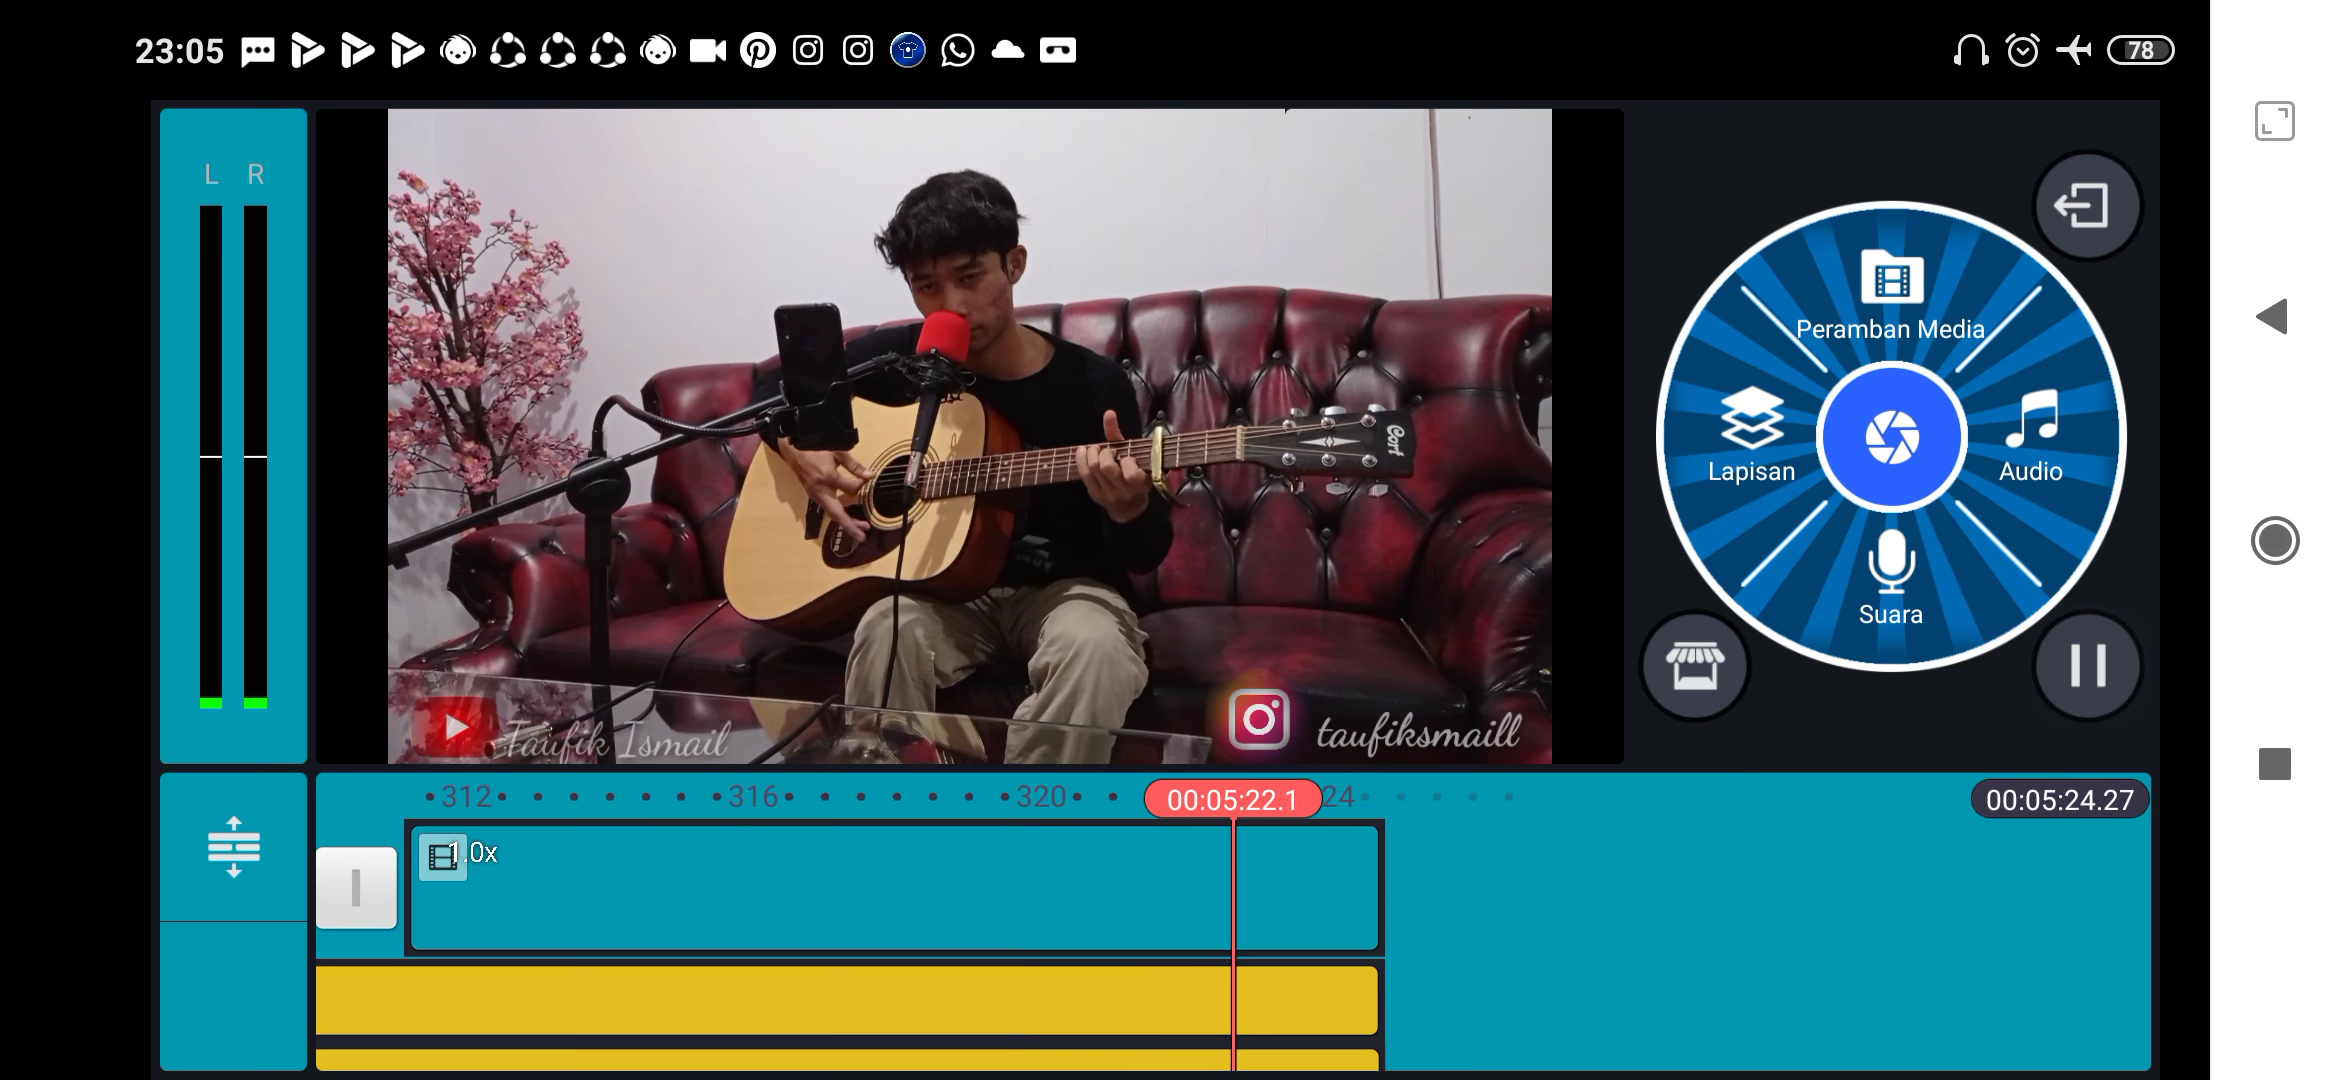 23:05
78
L R
Peramban Media
Lapisan
Audio
Suara
Cort
Taufik Ismail
taufiksmaill
312 316 320 00:05:22.1 24 00:05:24.27
1.0x